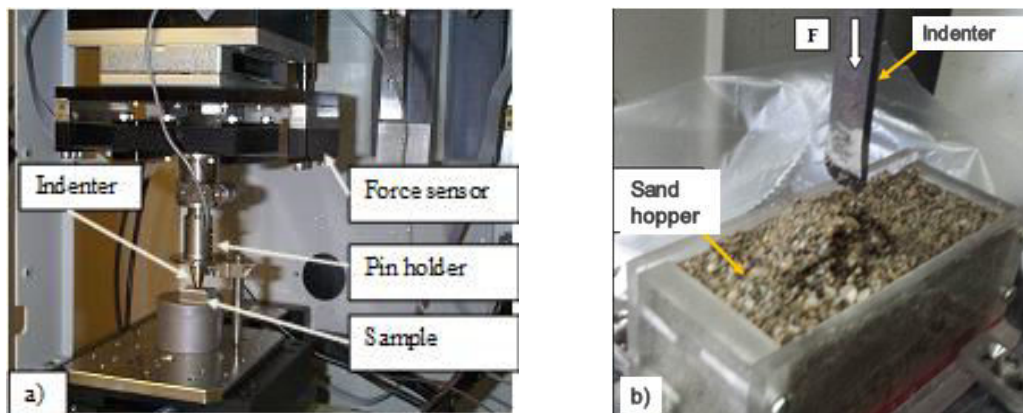 Indenter
Force sensor
Pin holder
Sample
a)
F
Indenter
Sand
hopper
b)